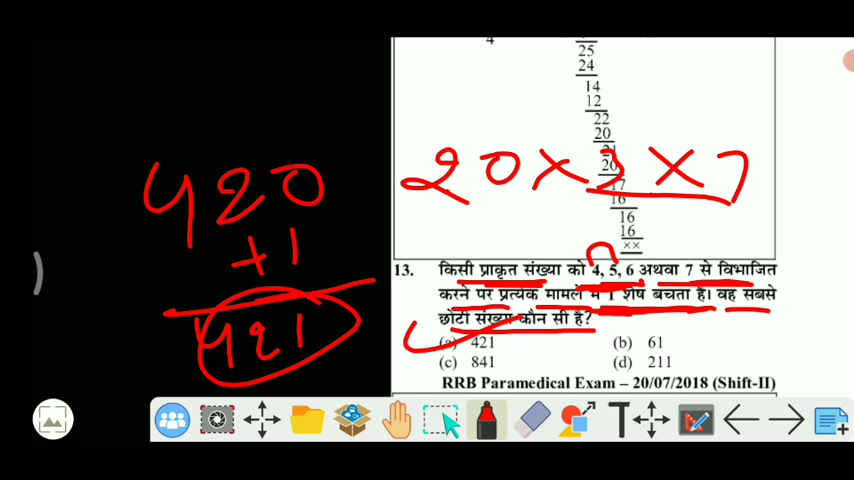 4
25
24
14
12
22
20
21
20
17
16
16
16
××
20 × 3 × 7
420
+1
421
13. किसी प्राकृत संख्या को 4, 5, 6 अथवा 7 से विभाजित
करने पर प्रत्येक मामले में 1 शेष बचता है। वह सबसे
छोटी संख्या कौन सी है?
(a) 421 (b) 61
(c) 841 (d) 211
RRB Paramedical Exam – 20/07/2018 (Shift-II)
T